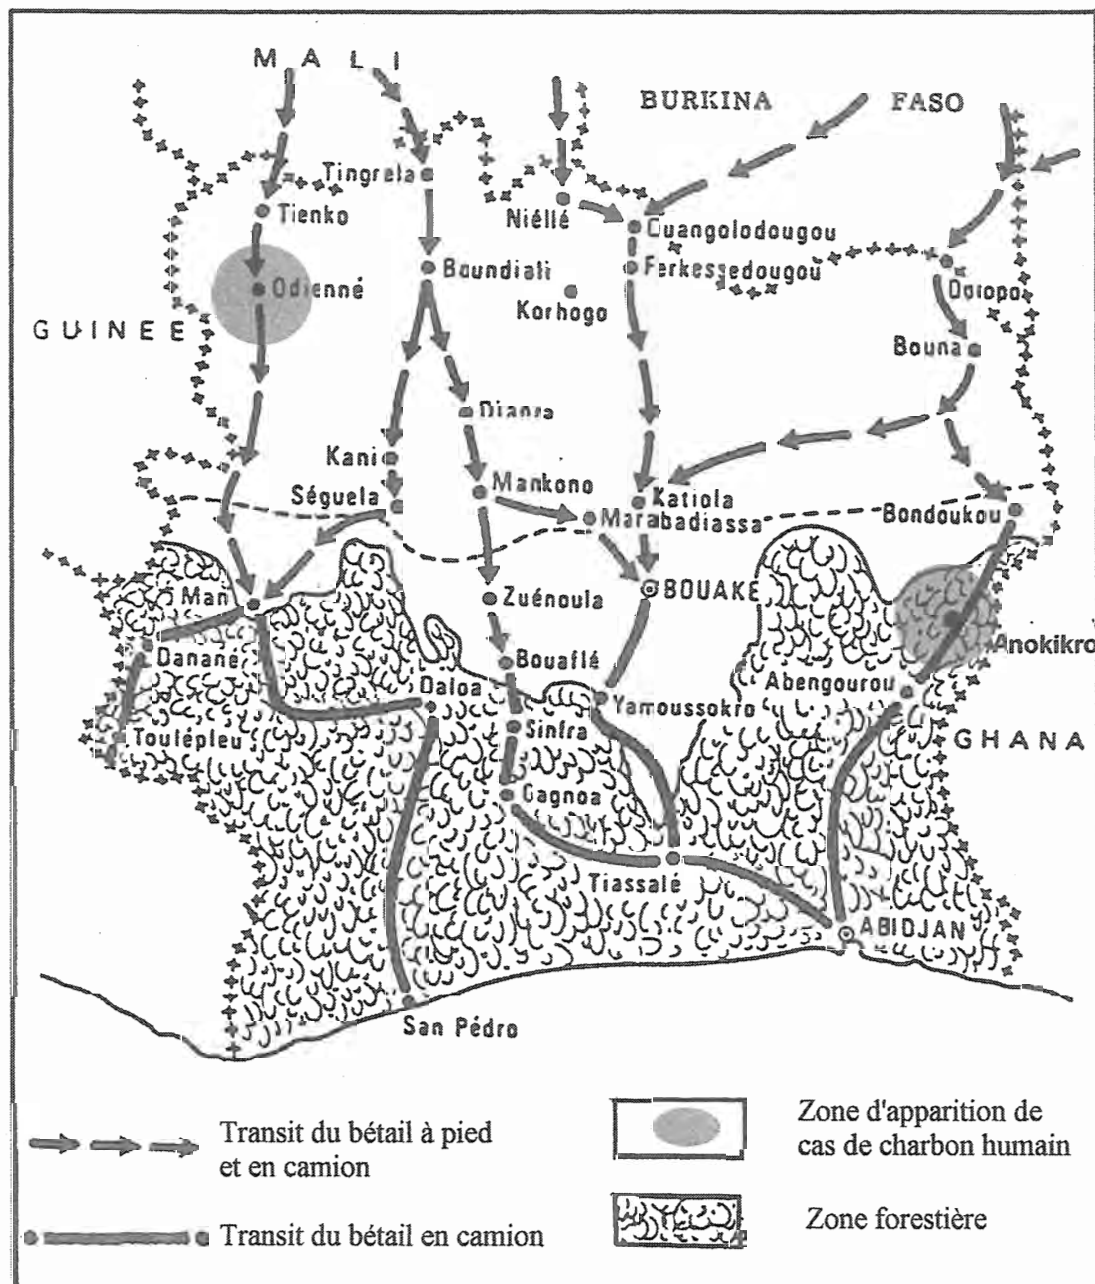 MALI
BURKINA FASO
Tingrela
Tienko
Niéllé
Ouangolodougou
Boundiali
Ferkessedougou
Odienné
Korhogo
Doropo
GUINEE
Bouna
Dianra
Kani
Mankono
Séguela
Katiola
Marabadiassa
Bondoukou
Man
Zuénoula
BOUAKE
Anokikro
Danané
Bouaflé
Daloa
Abengourou
Yamoussokro
Toulépleu
Sinfra
GHANA
Gagnoa
Tiassalé
ABIDJAN
San Pédro
Transit du bétail à pied
et en camion
Zone d'apparition de
cas de charbon humain
Transit du bétail en camion
Zone forestière